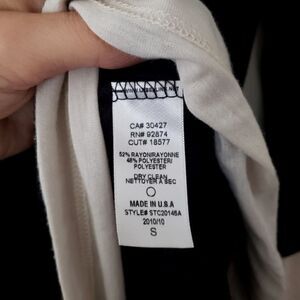 CA# 30427
RN# 92874
CUT# 18577
52% RAYON/RAYONNE
48% POLYESTER/
POLYESTER
DRY CLEAN
NETTOYER A SEC
MADE IN U.S.A
STYLE# STC20146A
2010/10
S